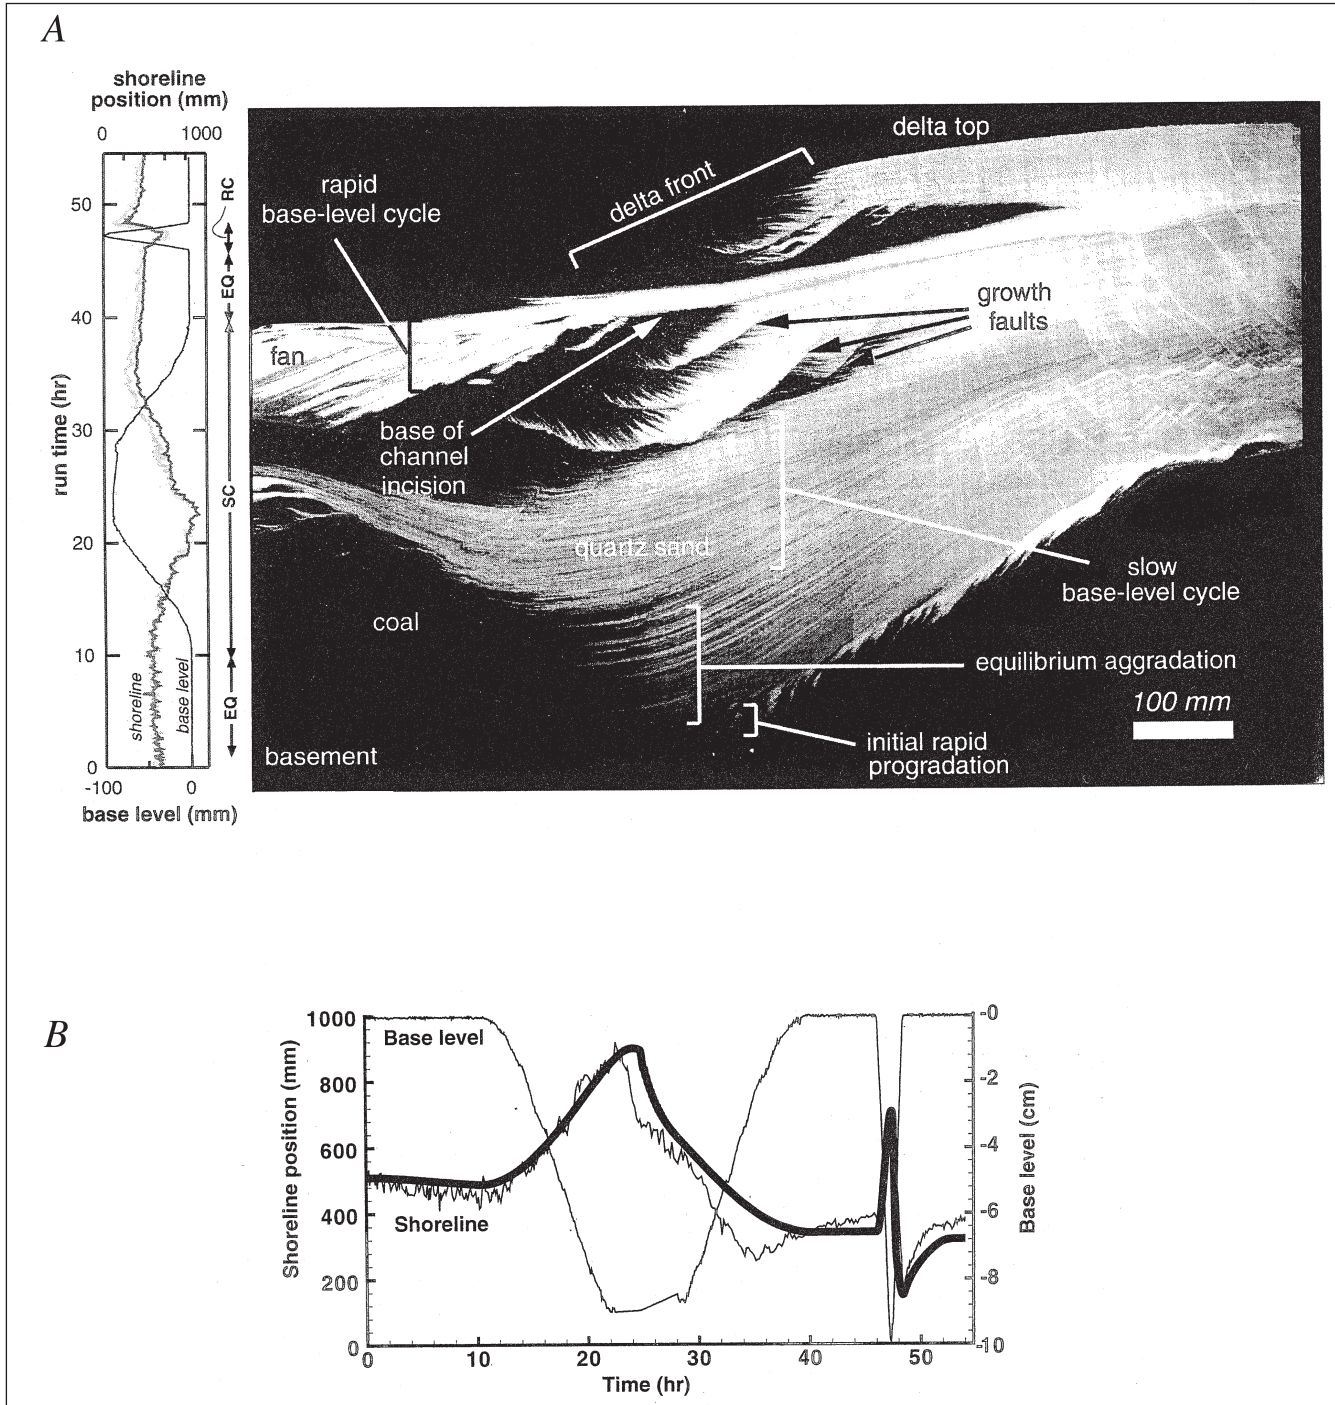 A
shoreline
position (mm)
0 1000
50
40
30
20
10
0
run time (hr)
-100 0
base level (mm)
shoreline
base level
RC
EQ
SC
EQ
rapid
base-level cycle
delta top
delta front
growth
faults
fan
base of
channel
incision
quartz sand
slow
base-level cycle
coal
equilibrium aggradation
100 mm
initial rapid
progradation
basement
B
1000
800
600
400
200
0
Shoreline position (mm)
Base level
Shoreline
-0
-2
-4
-6
-8
-10
Base level (cm)
0 10 20 30 40 50
Time (hr)